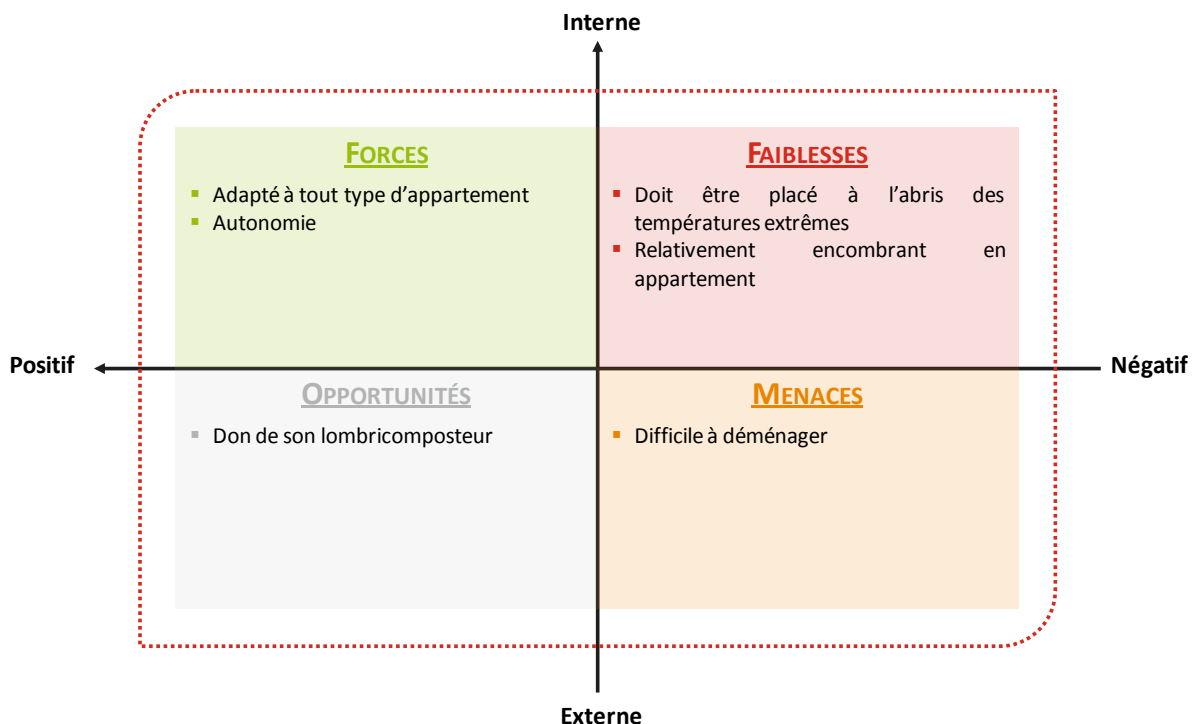 Interne
FORCES
▪ Adapté à tout type d’appartement
▪ Autonomie
FAIBLESSES
▪ Doit être placé à l’abris des
températures extrêmes
▪ Relativement encombrant en
appartement
Positif
Négatif
OPPORTUNITÉS
▪ Don de son lombricomposteur
MENACES
▪ Difficile à déménager
Externe